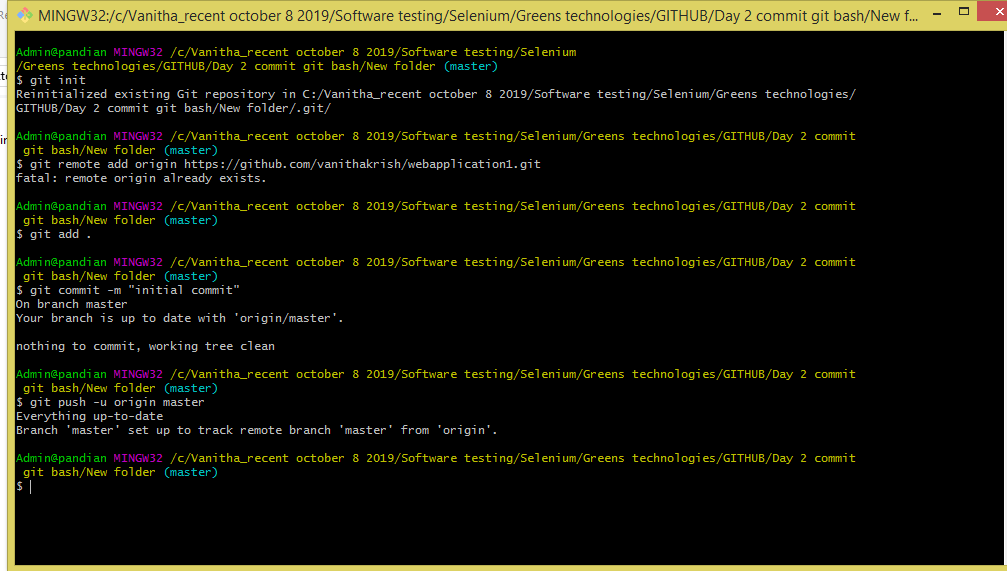 MINGW32:/c/Vanitha_recent october 8 2019/Software testing/Selenium/Greens technologies/GITHUB/Day 2 commit git bash/New f...
Admin@pandian MINGW32 /c/Vanitha_recent october 8 2019/Software testing/Selenium
/Greens technologies/GITHUB/Day 2 commit git bash/New folder (master)
$ git init
Reinitialized existing Git repository in C:/Vanitha_recent october 8 2019/Software testing/Selenium/Greens technologies/
GITHUB/Day 2 commit git bash/New folder/.git/
Admin@pandian MINGW32 /c/Vanitha_recent october 8 2019/Software testing/Selenium/Greens technologies/GITHUB/Day 2 commit
git bash/New folder (master)
$ git remote add origin https://github.com/vanithakrish/webapplication1.git
fatal: remote origin already exists.
Admin@pandian MINGW32 /c/Vanitha_recent october 8 2019/Software testing/Selenium/Greens technologies/GITHUB/Day 2 commit
git bash/New folder (master)
$ git add .
Admin@pandian MINGW32 /c/Vanitha_recent october 8 2019/Software testing/Selenium/Greens technologies/GITHUB/Day 2 commit
git bash/New folder (master)
$ git commit -m "initial commit"
On branch master
Your branch is up to date with 'origin/master'.
nothing to commit, working tree clean
Admin@pandian MINGW32 /c/Vanitha_recent october 8 2019/Software testing/Selenium/Greens technologies/GITHUB/Day 2 commit
git bash/New folder (master)
$ git push -u origin master
Everything up-to-date
Branch 'master' set up to track remote branch 'master' from 'origin'.
Admin@pandian MINGW32 /c/Vanitha_recent october 8 2019/Software testing/Selenium/Greens technologies/GITHUB/Day 2 commit
git bash/New folder (master)
$